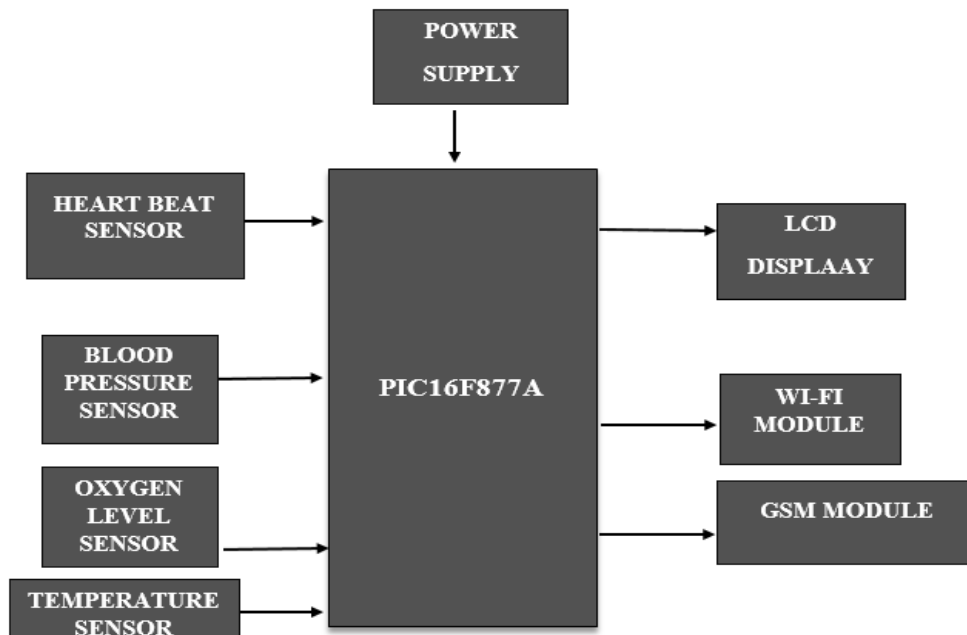 POWER
SUPPLY
HEART BEAT
SENSOR
LCD
DISPLAAY
BLOOD
PRESSURE
SENSOR
PIC16F877A
WI-FI
MODULE
OXYGEN
LEVEL
SENSOR
GSM MODULE
TEMPERATURE
SENSOR